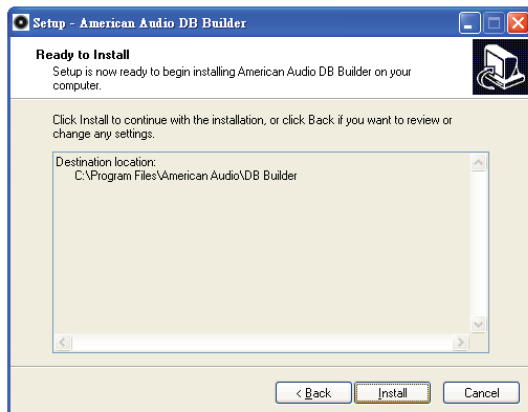 Setup - American Audio DB Builder
Ready to Install
Setup is now ready to begin installing American Audio DB Builder on your
computer.
Click Install to continue with the installation, or click Back if you want to review or
change any settings.
Destination location:
C:\Program Files\American Audio\DB Builder
< Back
Install
Cancel